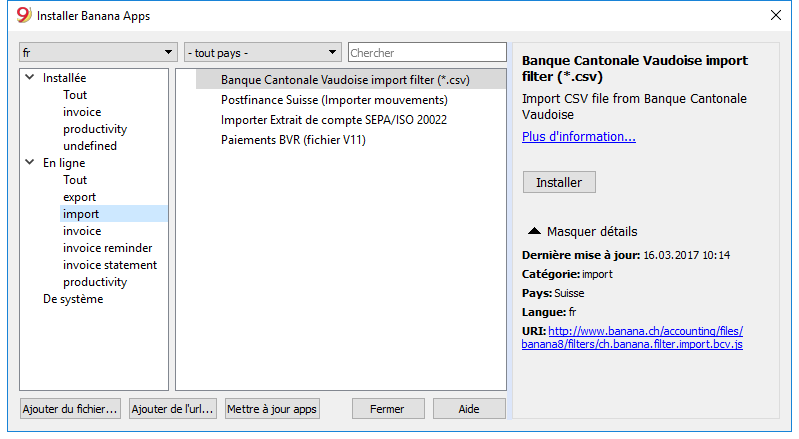 Installer Banana Apps
fr
- tout pays -
Chercher
Installée
Tout
invoice
productivity
undefined
En ligne
Tout
export
import
invoice
invoice reminder
invoice statement
productivity
De système
Banque Cantonale Vaudoise import filter (*.csv)
Postfinance Suisse (Importer mouvements)
Importer Extrait de compte SEPA/ISO 20022
Paiements BVR (fichier V11)
Banque Cantonale Vaudoise import
filter (*.csv)
Import CSV file from Banque Cantonale
Vaudoise
Plus d'information...
Installer
Masquer détails
Dernière mise à jour: 16.03.2017 10:14
Catégorie: import
Pays: Suisse
Langue: fr
URI: http://www.banana.ch/accounting/files/
banana8/filters/ch.banana.filter.import.bcv.js
Ajouter du fichier...
Ajouter de l'url...
Mettre à jour apps
Fermer
Aide